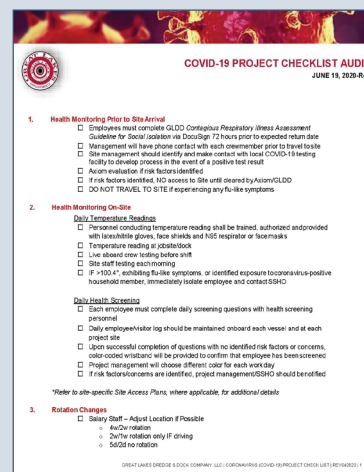 COVID-19 PROJECT CHECKLIST AUDI
JUNE 19, 2020-R
1. Health Monitoring Prior to Site Arrival
☐ Employees must complete GLDD Contagious Respiratory Illness Assessment
Guideline for Social Isolation via DocuSign 72 hours prior to expected return date
☐ Management will have phone contact with each crewmember prior to travel to site
☐ Site management should identify and make contact with local COVID-19 testing
facility to develop process in the event of a positive test result
☐ Axiom evaluation if risk factors identified
☐ If risk factors identified, NO access to Site until cleared by Axiom/GLDD
☐ DO NOT TRAVEL TO SITE if experiencing any flu-like symptoms
2. Health Monitoring On-Site
Daily Temperature Readings
☐ Personnel conducting temperature reading shall be trained, authorized and provided
with latex/nitrile gloves, face shields and N95 respirator or face masks
☐ Temperature reading at jobsite/dock
☐ Live aboard crew testing before shift
☐ Site staff testing each morning
☐ IF >100.4°, exhibiting flu-like symptoms, or identified exposure to coronavirus-positive
household member, immediately isolate employee and contact SSHO
Daily Health Screening
☐ Each employee must complete daily screening questions with health screening
personnel
☐ Daily employee/visitor log should be maintained onboard each vessel and at each
project site
☐ Upon successful completion of questions with no identified risk factors or concerns,
color-coded wristband will be provided to confirm that employee has been screened
☐ Project management will choose different color for each workday
☐ If risk factors/concerns are identified, project management/SSHO should be notified
*Refer to site-specific Site Access Plans, where applicable, for additional details
3. Rotation Changes
☐ Salary Staff – Adjust Location if Possible
○ 4w/2w rotation
○ 2w/1w rotation only IF driving
○ 5d/2d no rotation
GREAT LAKES DREDGE & DOCK COMPANY, LLC | CORONAVIRUS (COVID-19) PROJECT CHECK LIST | REV